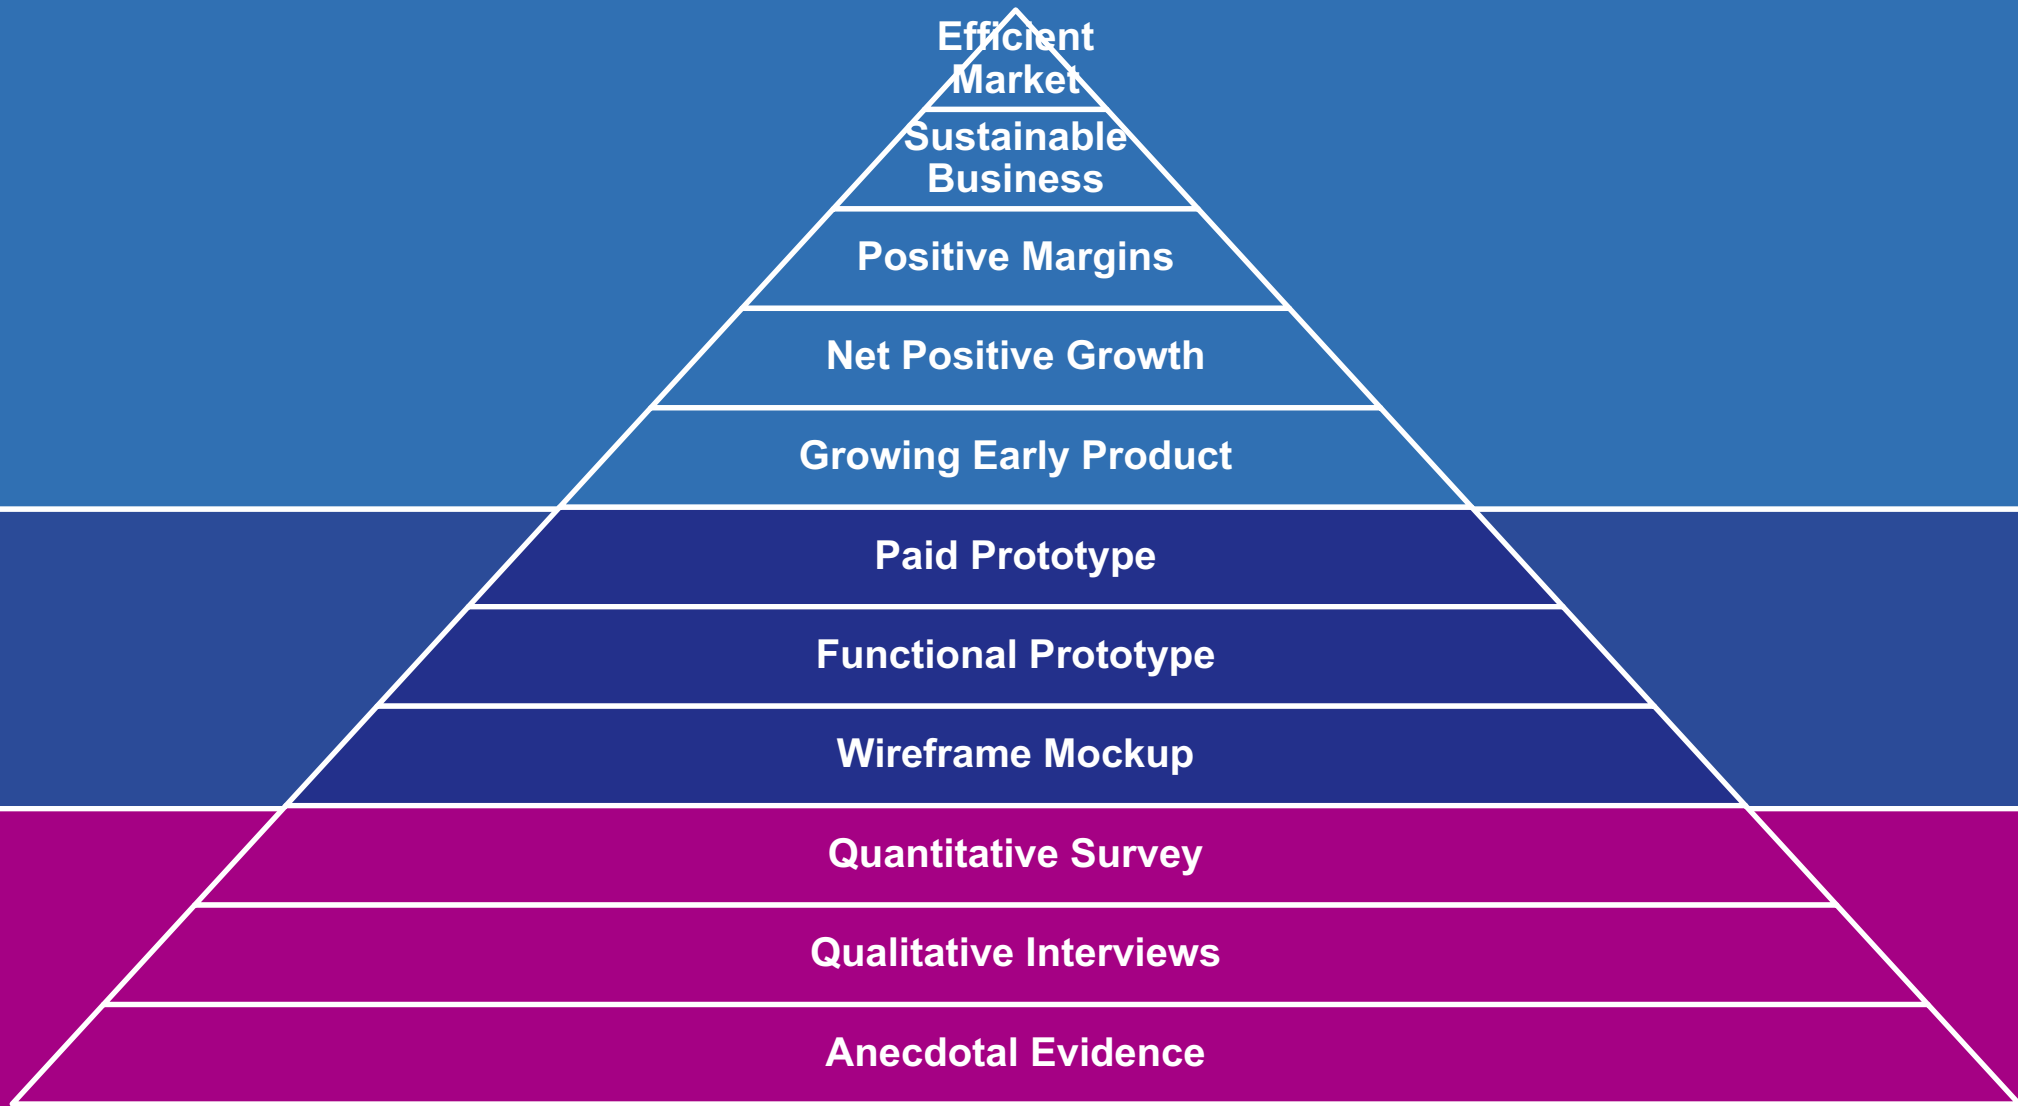 Efficient
Market
Sustainable
Business
Positive Margins
Net Positive Growth
Growing Early Product
Paid Prototype
Functional Prototype
Wireframe Mockup
Quantitative Survey
Qualitative Interviews
Anecdotal Evidence